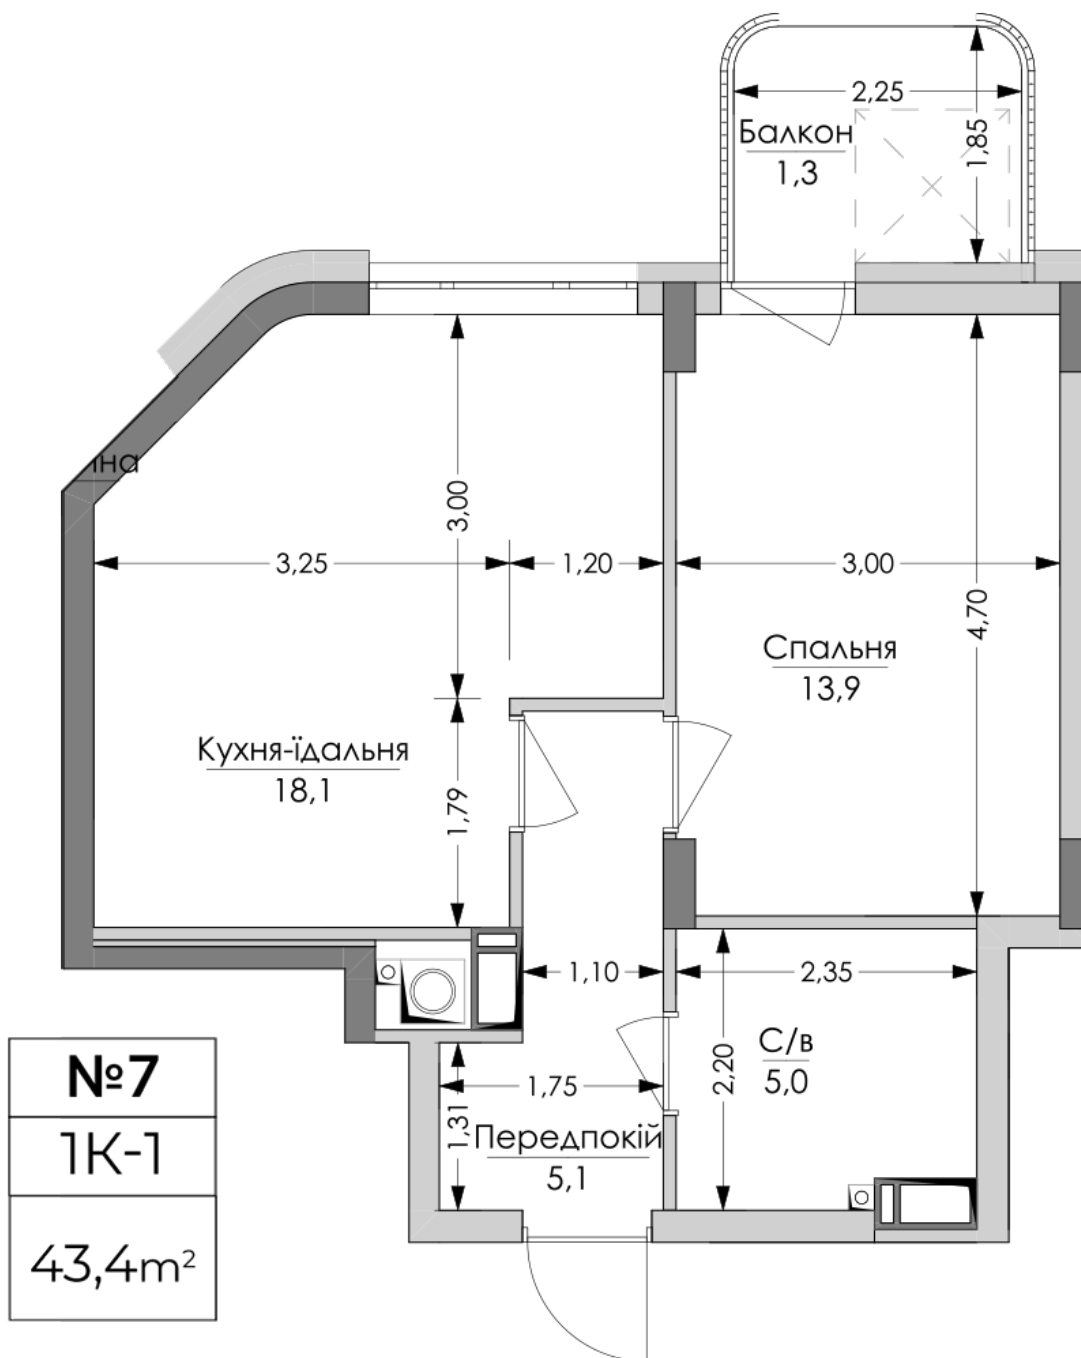 2,25
Балкон
1,3
1,85
3,00
3,25
1,20
3,00
4,70
Спальня
13,9
Кухня-їдальня
18,1
1,79
1,10
2,35
2,20
С/в
5,0
1,75
1,31
Передпокій
5,1
№7
1К-1
43,4m²